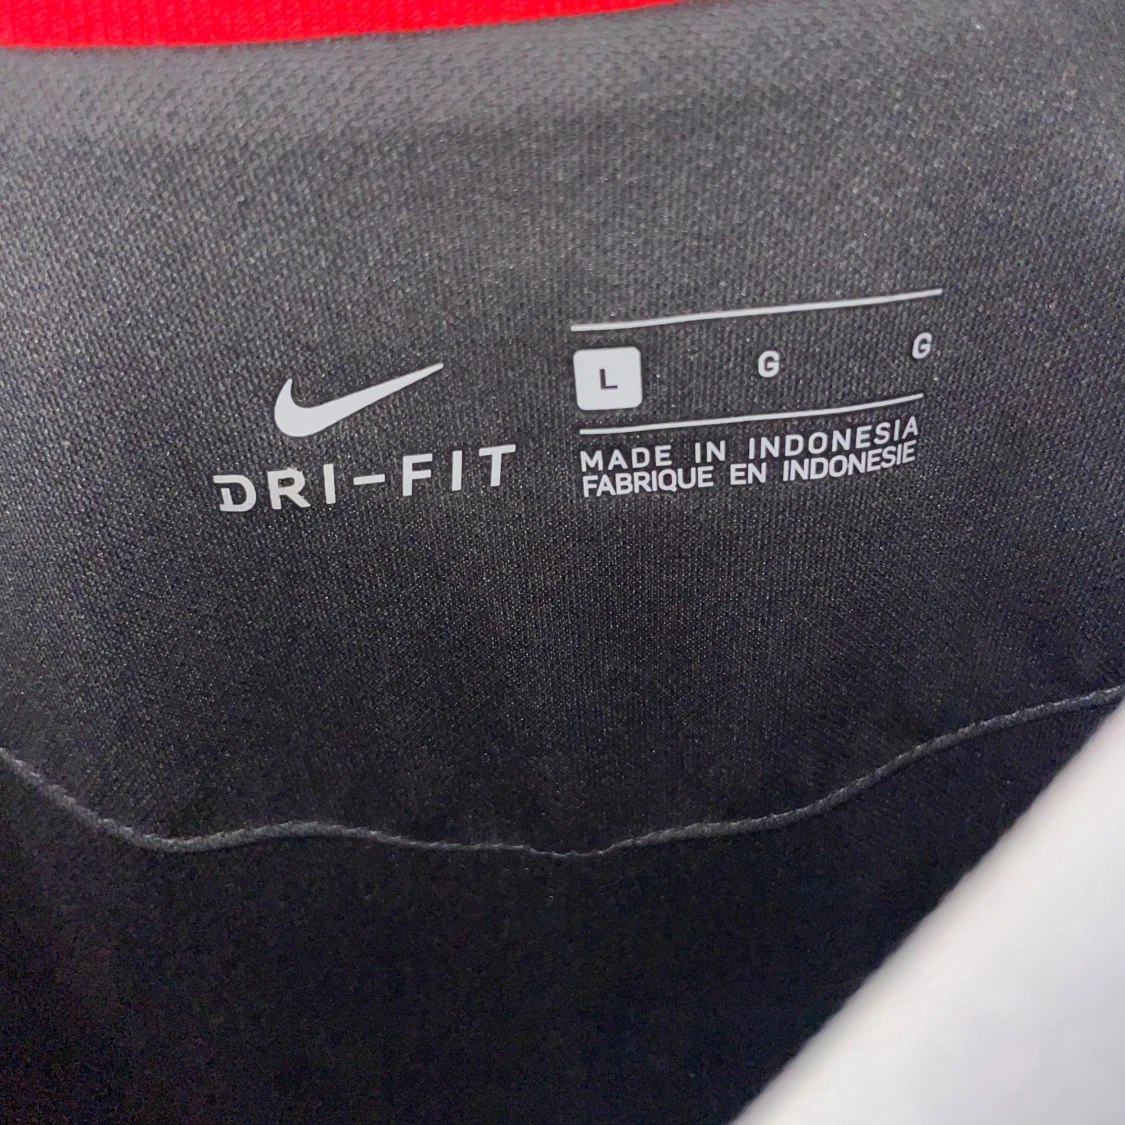 DRI-FIT
L G G
MADE IN INDONESIA
FABRIQUE EN INDONESIE